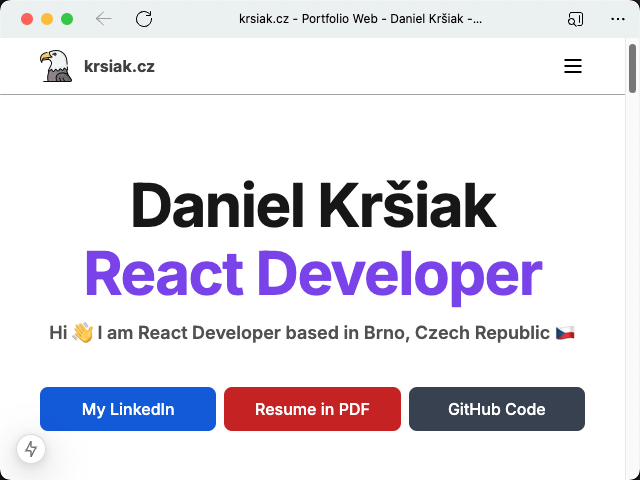 krsiak.cz - Portfolio Web - Daniel Kršiak -...
krsiak.cz
Daniel Kršiak
React Developer
Hi 👋 I am React Developer based in Brno, Czech Republic 🇨🇿
My LinkedIn
Resume in PDF
GitHub Code